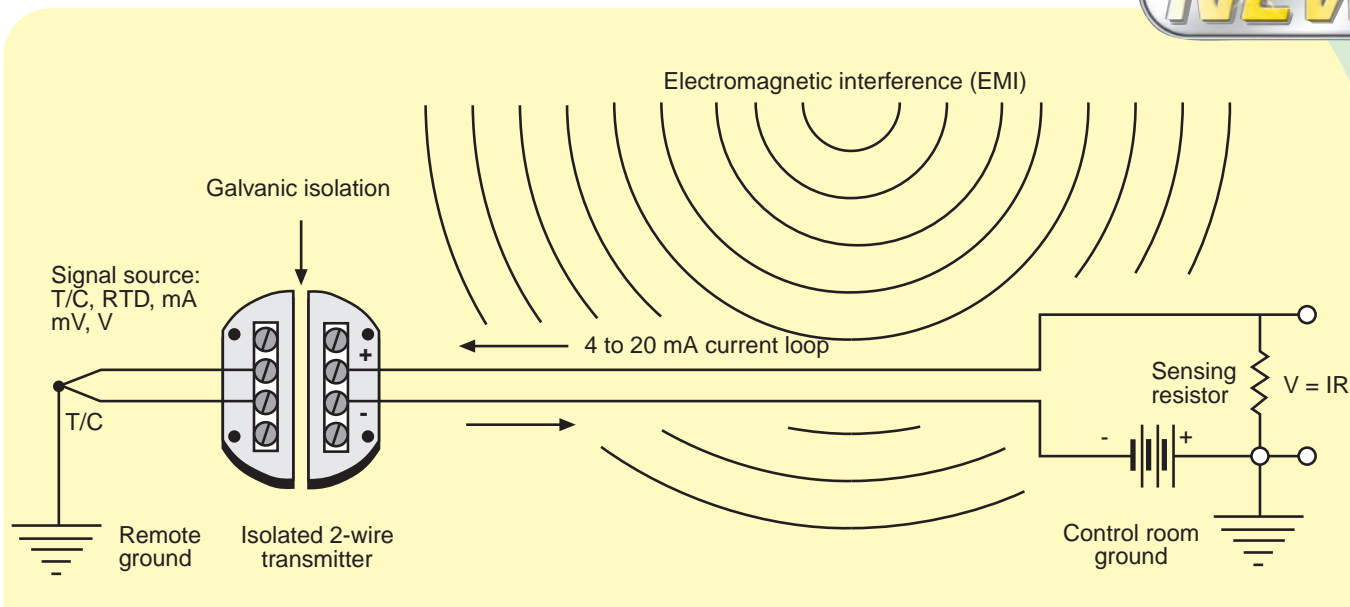 NEW
Electromagnetic interference (EMI)
Galvanic isolation
Signal source:
T/C, RTD, mA
mV, V
+
4 to 20 mA current loop
Sensing
resistor
V = IR
T/C
-
-
+
Remote
ground
Isolated 2-wire
transmitter
Control room
ground